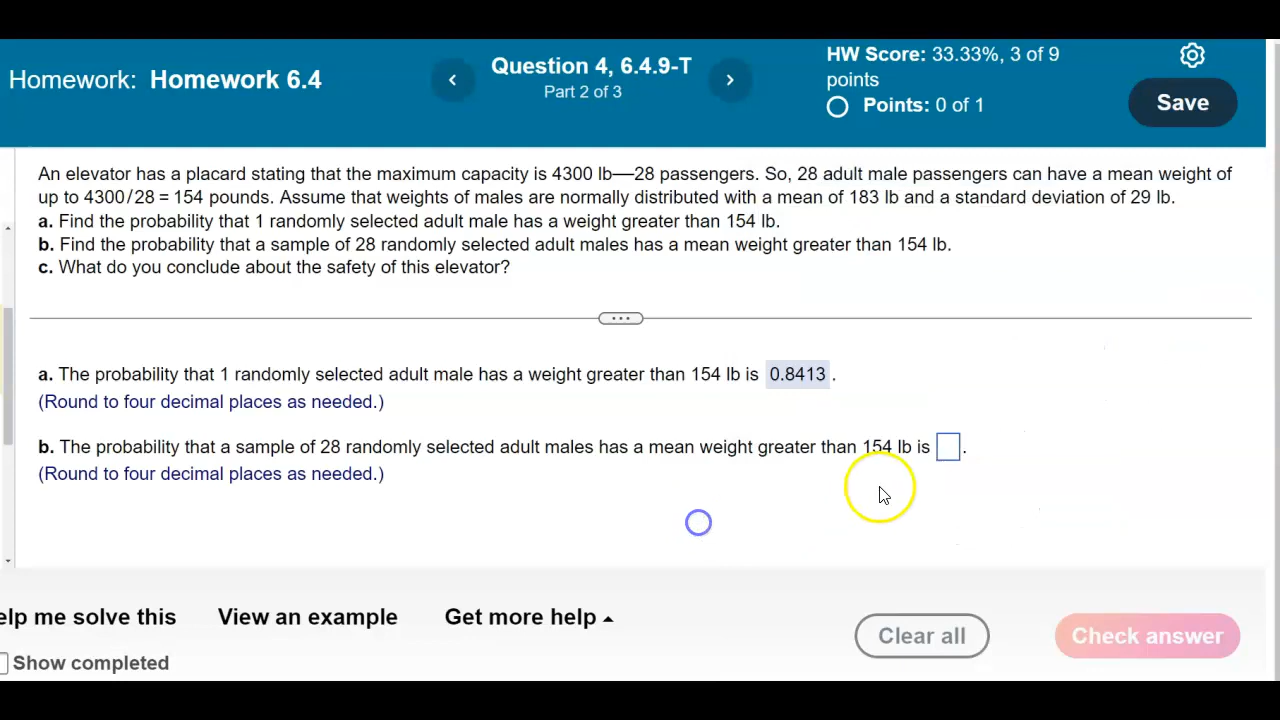 Homework: Homework 6.4
Question 4, 6.4.9-T
Part 2 of 3
HW Score: 33.33%, 3 of 9
points
Points: 0 of 1
Save
An elevator has a placard stating that the maximum capacity is 4300 lb—28 passengers. So, 28 adult male passengers can have a mean weight of
up to 4300/28 = 154 pounds. Assume that weights of males are normally distributed with a mean of 183 lb and a standard deviation of 29 lb.
a. Find the probability that 1 randomly selected adult male has a weight greater than 154 lb.
b. Find the probability that a sample of 28 randomly selected adult males has a mean weight greater than 154 lb.
c. What do you conclude about the safety of this elevator?
a. The probability that 1 randomly selected adult male has a weight greater than 154 lb is 0.8413 .
(Round to four decimal places as needed.)
b. The probability that a sample of 28 randomly selected adult males has a mean weight greater than 154 lb is .
(Round to four decimal places as needed.)
elp me solve this
View an example
Get more help
Clear all
Check answer
Show completed